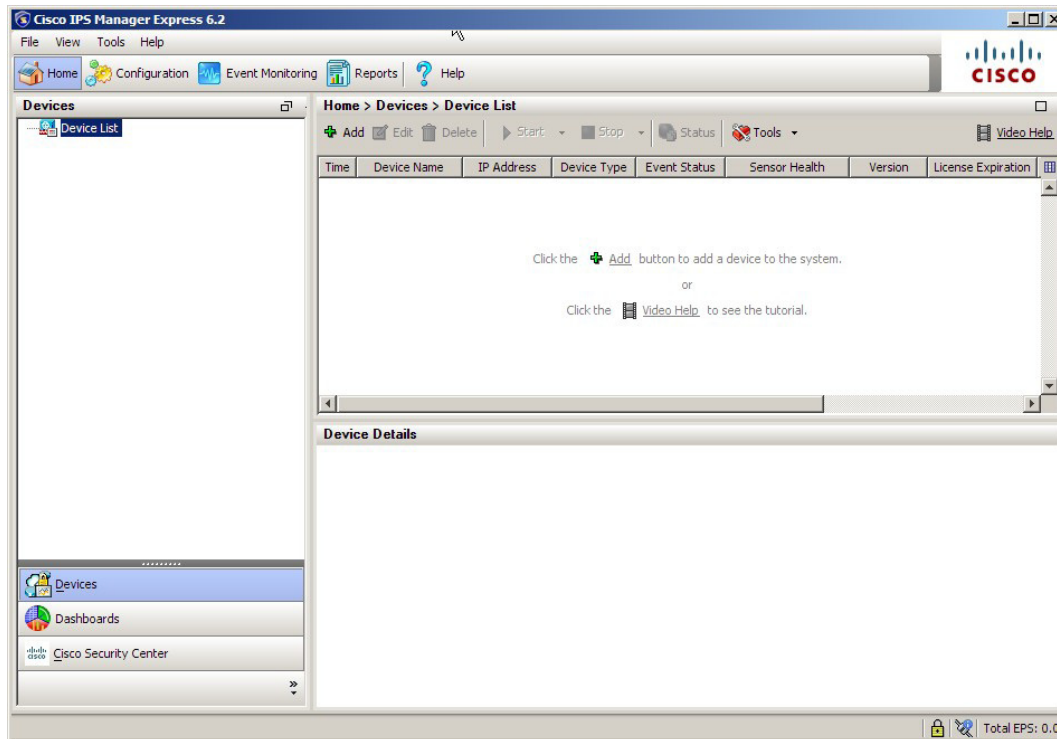 Cisco IPS Manager Express 6.2
File View Tools Help
Home Configuration Event Monitoring Reports Help
CISCO
Devices
Device List
Home > Devices > Device List
Add Edit Delete Start Stop Status Tools Video Help
Time Device Name IP Address Device Type Event Status Sensor Health Version License Expiration
Click the Add button to add a device to the system.
or
Click the Video Help to see the tutorial.
Device Details
Devices
Dashboards
cisco Cisco Security Center
Total EPS: 0.0